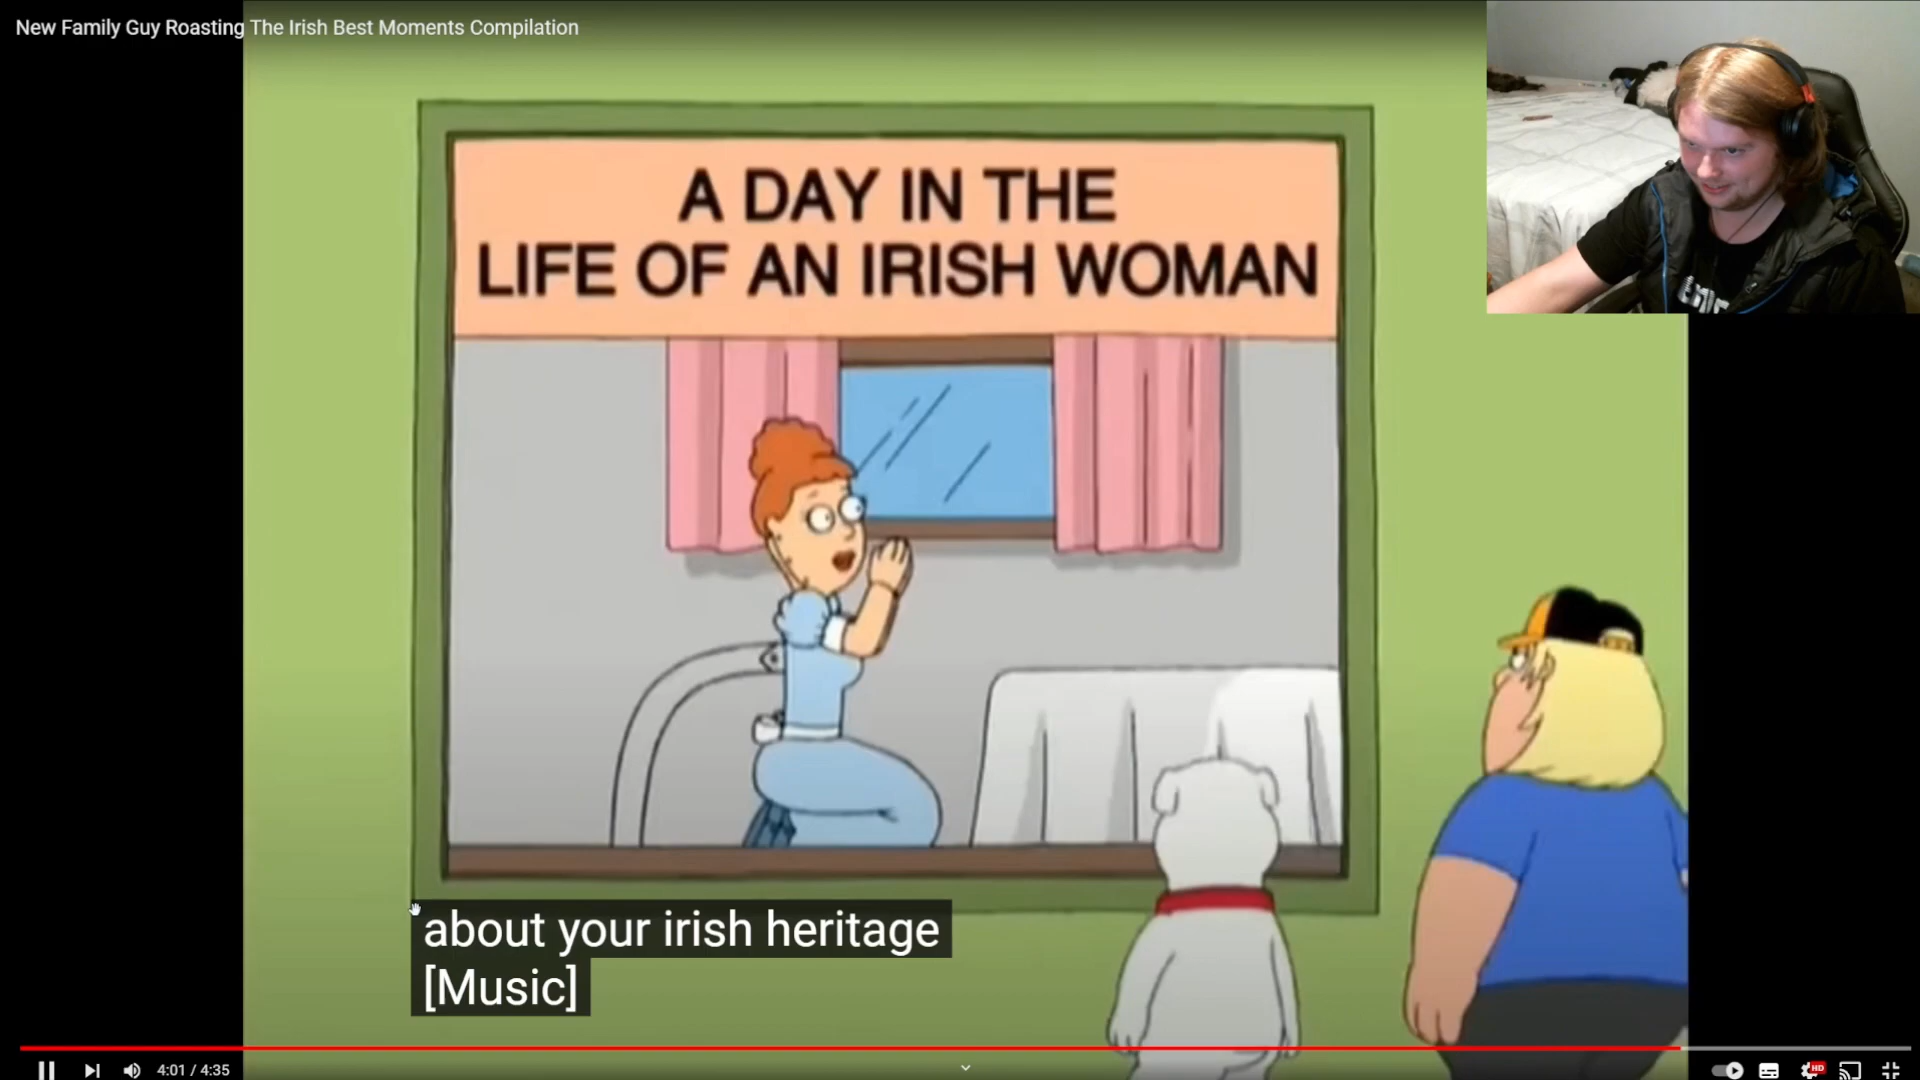 New Family Guy Roasting The Irish Best Moments Compilation
A DAY IN THE
LIFE OF AN IRISH WOMAN
about your irish heritage
[Music]
4:01 / 4:35
HD